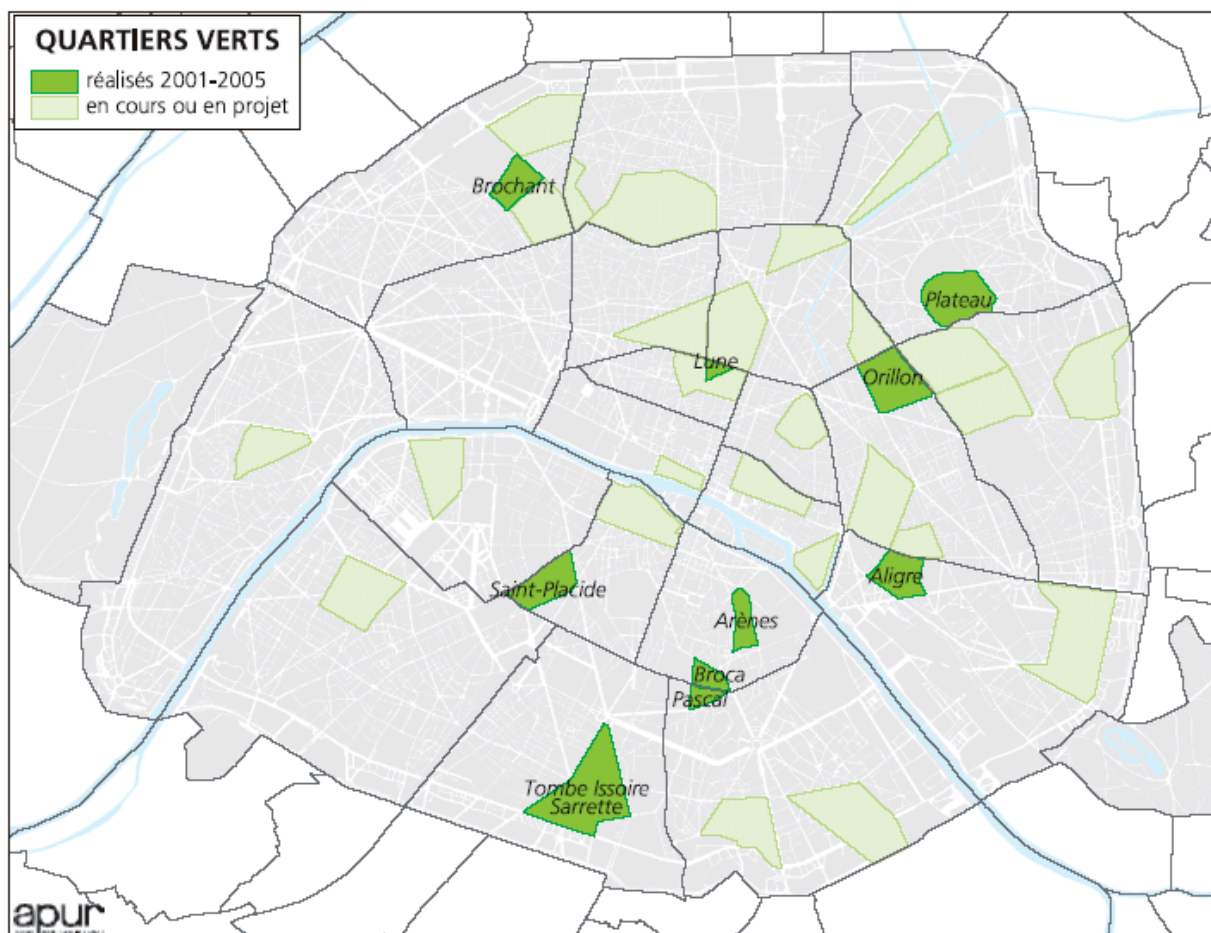 QUARTIERS VERTS
réalisés 2001-2005
en cours ou en projet
Brochant
Plateau
Lune
Orillon
Aligre
Saint-Placide
Arènes
Broca
Pascal
Tombe Issoire
Sarrette
apur